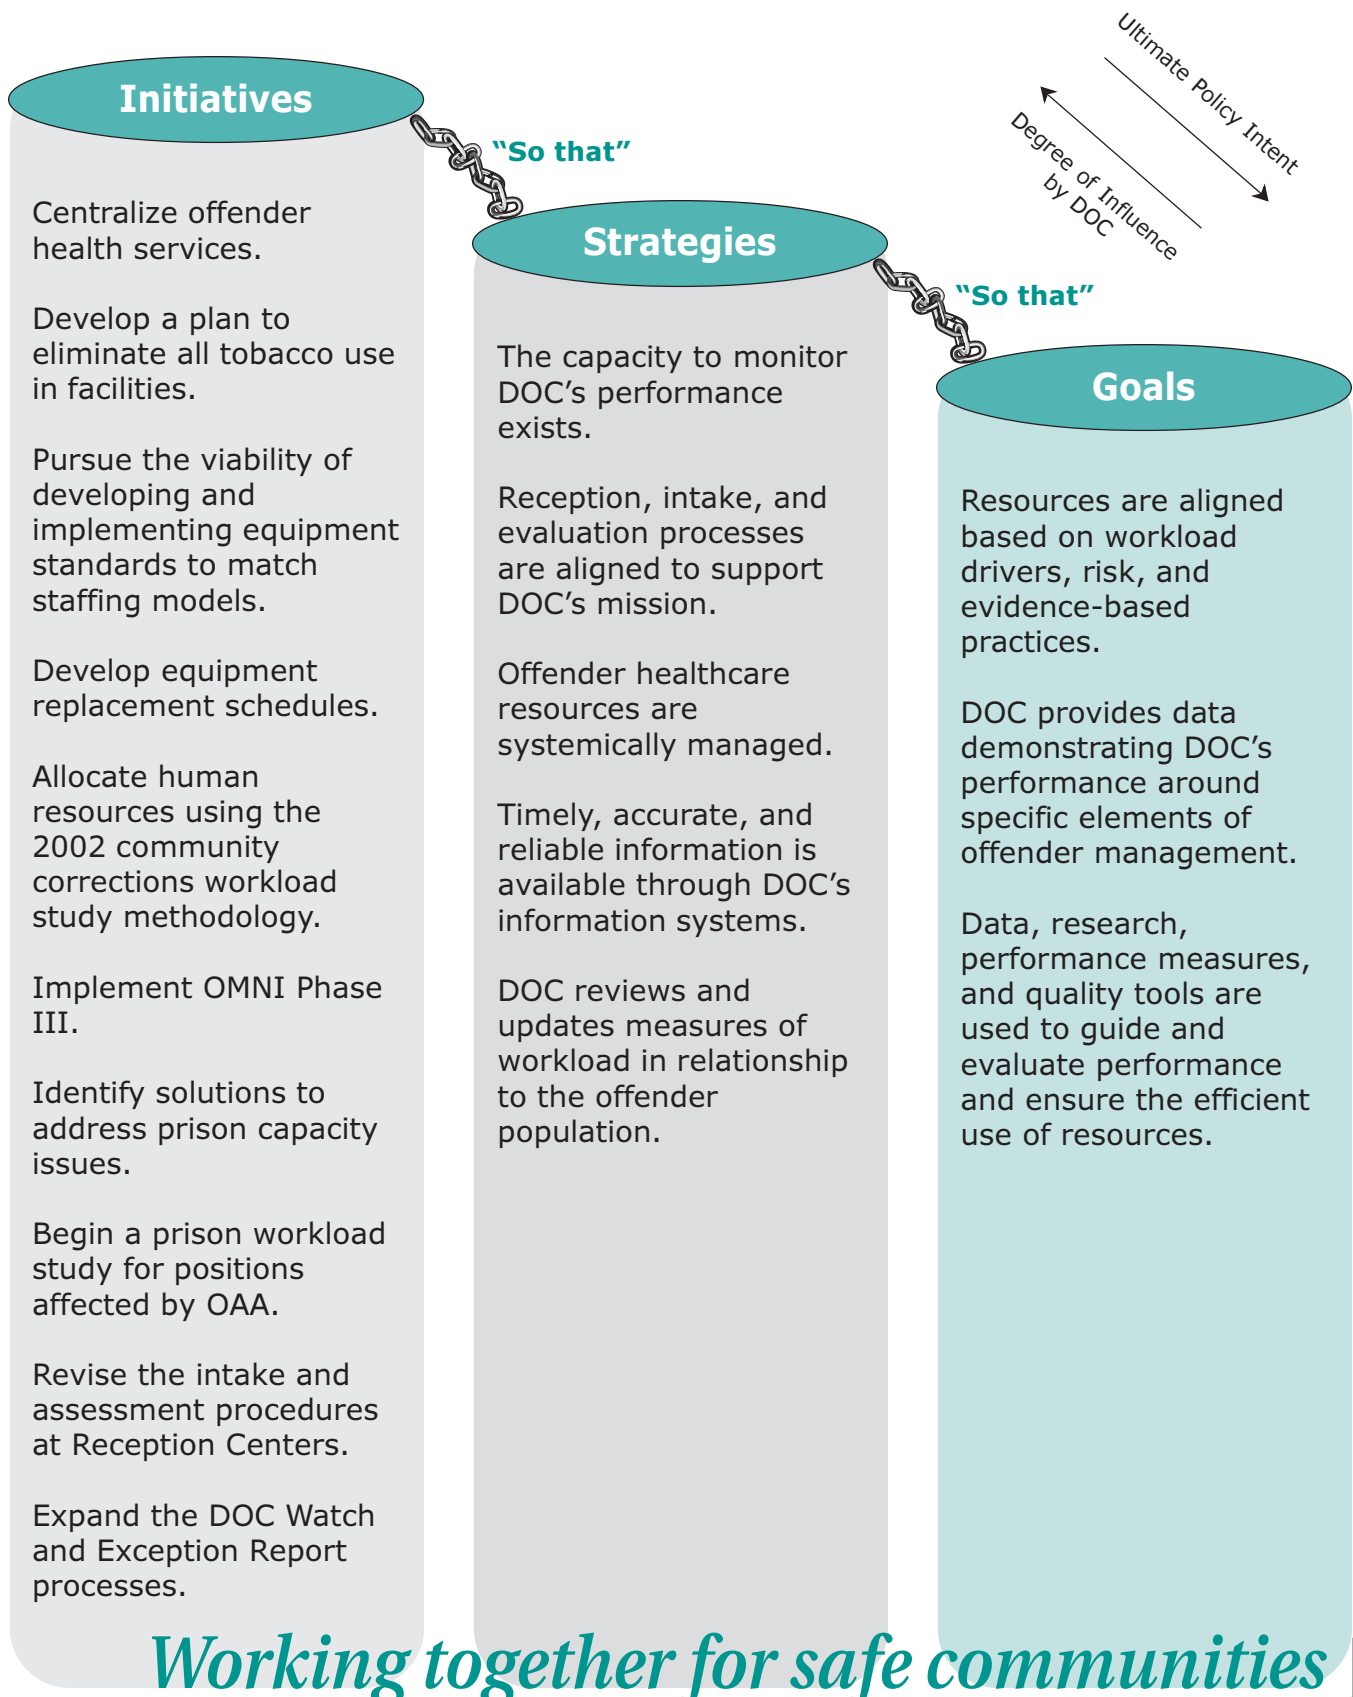 Ultimate Policy Intent
Degree of Influence
by DOC
Initiatives
"So that"
Strategies
"So that"
Goals
Centralize offender
health services.
Develop a plan to
eliminate all tobacco use
in facilities.
Pursue the viability of
developing and
implementing equipment
standards to match
staffing models.
Develop equipment
replacement schedules.
Allocate human
resources using the
2002 community
corrections workload
study methodology.
Implement OMNI Phase
III.
Identify solutions to
address prison capacity
issues.
Begin a prison workload
study for positions
affected by OAA.
Revise the intake and
assessment procedures
at Reception Centers.
Expand the DOC Watch
and Exception Report
processes.
The capacity to monitor
DOC’s performance
exists.
Reception, intake, and
evaluation processes
are aligned to support
DOC’s mission.
Offender healthcare
resources are
systemically managed.
Timely, accurate, and
reliable information is
available through DOC’s
information systems.
DOC reviews and
updates measures of
workload in relationship
to the offender
population.
Resources are aligned
based on workload
drivers, risk, and
evidence-based
practices.
DOC provides data
demonstrating DOC’s
performance around
specific elements of
offender management.
Data, research,
performance measures,
and quality tools are
used to guide and
evaluate performance
and ensure the efficient
use of resources.
Working together for safe communities